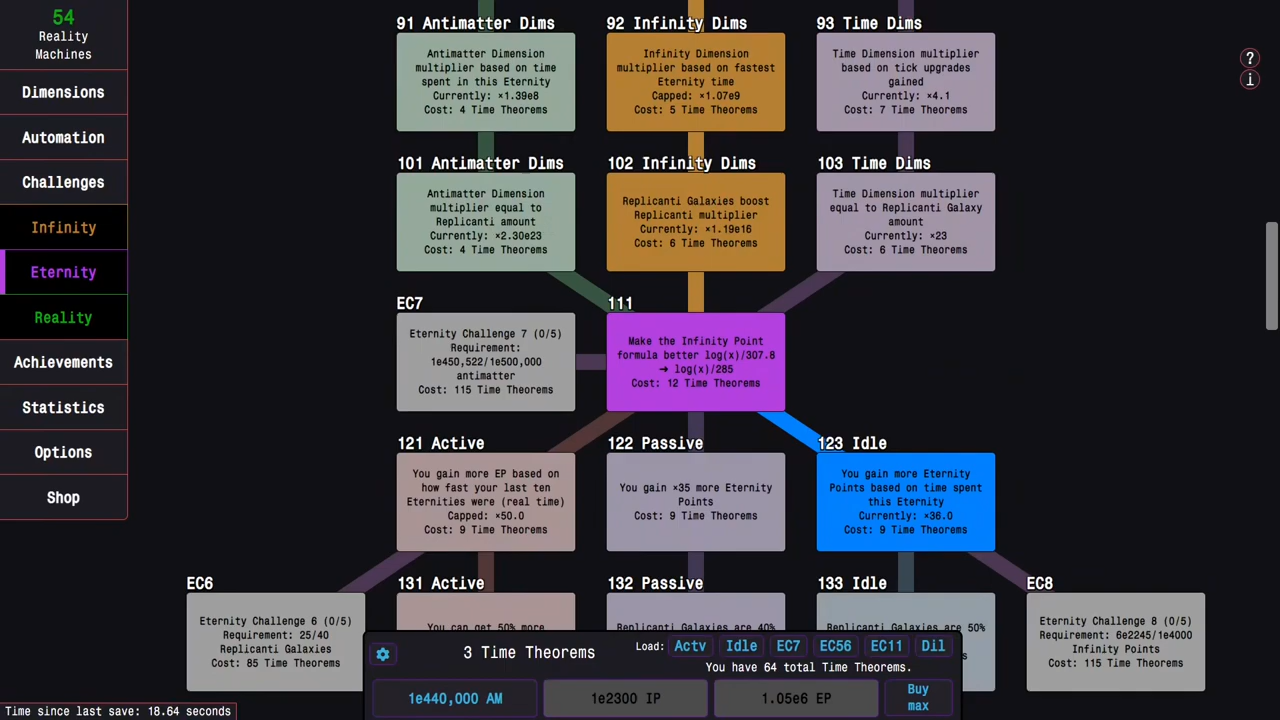 54
Reality
Machines
Dimensions
Automation
Challenges
Infinity
Eternity
Reality
Achievements
Statistics
Options
Shop
?
i
91 Antimatter Dims
Antimatter Dimension
multiplier based on time
spent in this Eternity
Currently: ×1.39e8
Cost: 4 Time Theorems
92 Infinity Dims
Infinity Dimension
multiplier based on fastest
Eternity time
Capped: ×1.07e9
Cost: 5 Time Theorems
93 Time Dims
Time Dimension multiplier
based on tick upgrades
gained
Currently: ×4.1
Cost: 7 Time Theorems
101 Antimatter Dims
Antimatter Dimension
multiplier equal to
Replicanti amount
Currently: ×2.30e23
Cost: 4 Time Theorems
102 Infinity Dims
Replicanti Galaxies boost
Replicanti multiplier
Currently: ×1.19e16
Cost: 6 Time Theorems
103 Time Dims
Time Dimension multiplier
equal to Replicanti Galaxy
amount
Currently: ×23
Cost: 6 Time Theorems
EC7
Eternity Challenge 7 (0/5)
Requirement:
1e450,522/1e500,000
antimatter
Cost: 115 Time Theorems
111
Make the Infinity Point
formula better log(x)/307.8
➜ log(x)/285
Cost: 12 Time Theorems
121 Active
You gain more EP based on
how fast your last ten
Eternities were (real time)
Capped: ×50.0
Cost: 9 Time Theorems
122 Passive
You gain ×35 more Eternity
Points
Cost: 9 Time Theorems
123 Idle
You gain more Eternity
Points based on time spent
this Eternity
Currently: ×36.0
Cost: 9 Time Theorems
EC6
Eternity Challenge 6 (0/5)
Requirement: 25/40
Replicanti Galaxies
Cost: 85 Time Theorems
131 Active
You can get 50% more
132 Passive
Replicanti Galaxies are 40%
133 Idle
Replicanti Galaxies are 50%
EC8
Eternity Challenge 8 (0/5)
Requirement: 6e2245/1e4000
Infinity Points
Cost: 115 Time Theorems
3 Time Theorems
Load: Actv Idle EC7 EC56 EC11 Dil
You have 64 total Time Theorems.
1e440,000 AM
1e2300 IP
1.05e6 EP
Buy
max
Time since last save: 18.64 seconds